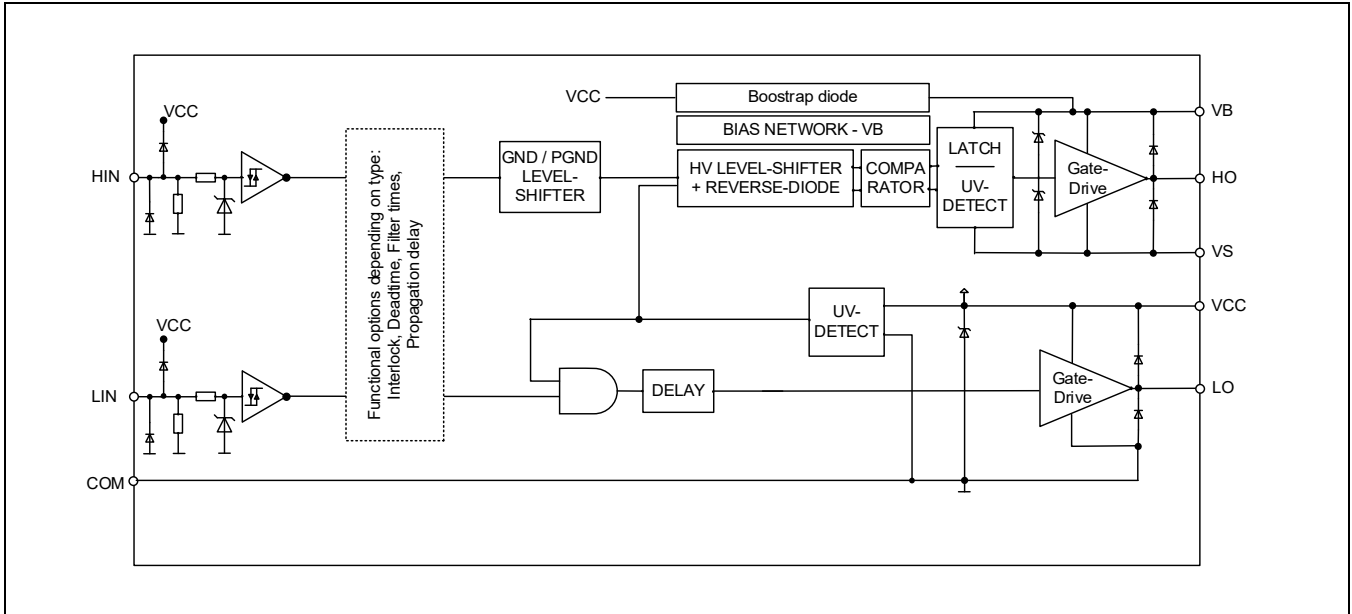 VCC
Boostrap diode
VB
VCC
BIAS NETWORK - VB
LATCH
UV-
DETECT
Gate-
Drive
HIN
GND / PGND
LEVEL-
SHIFTER
HV LEVEL-SHIFTER
+ REVERSE-DIODE
COMPA
RATOR
HO
VS
Functional options depending on type:
Interlock, Deadtime, Filter times,
Propagation delay
VCC
UV-
DETECT
VCC
LIN
DELAY
Gate-
Drive
LO
COM